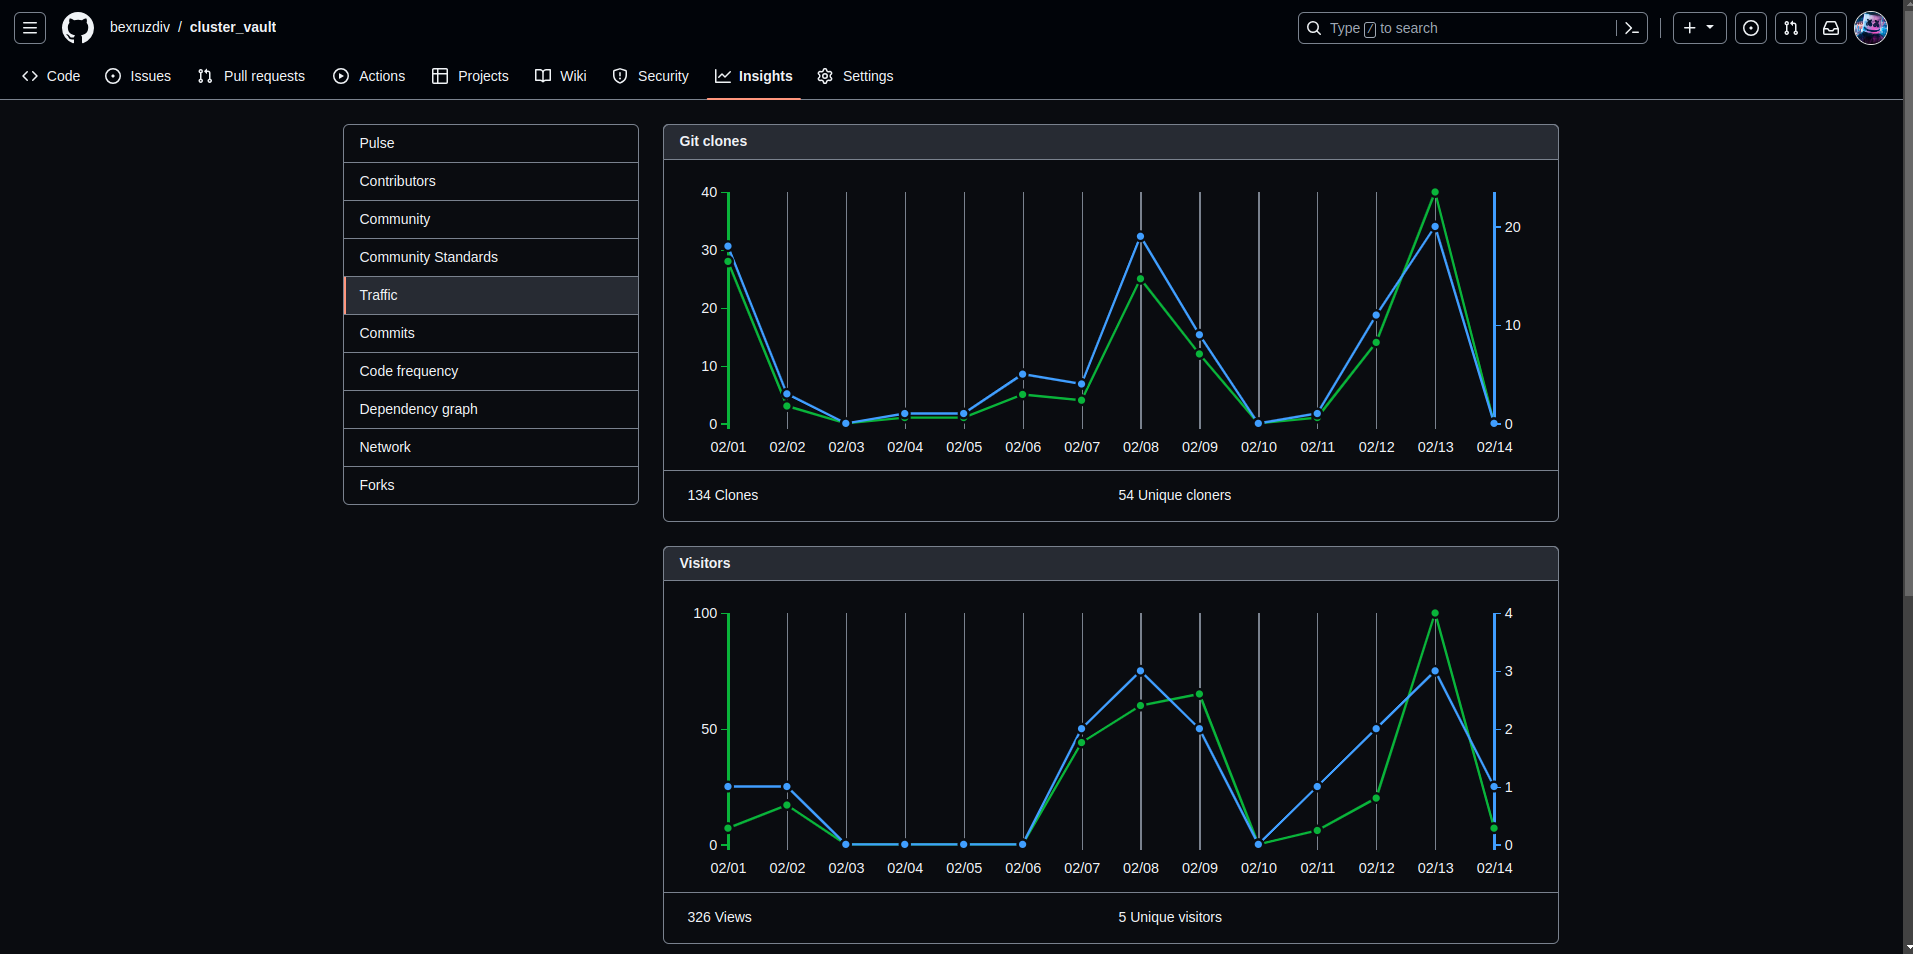 bexruzdiv / cluster_vault
Type / to search
Code Issues Pull requests Actions Projects Wiki Security Insights Settings
Pulse
Contributors
Community
Community Standards
Traffic
Commits
Code frequency
Dependency graph
Network
Forks
Git clones
40
30
20
10
0
20
10
0
02/01 02/02 02/03 02/04 02/05 02/06 02/07 02/08 02/09 02/10 02/11 02/12 02/13 02/14
134 Clones 54 Unique cloners
Visitors
100
50
0
4
3
2
1
0
02/01 02/02 02/03 02/04 02/05 02/06 02/07 02/08 02/09 02/10 02/11 02/12 02/13 02/14
326 Views 5 Unique visitors